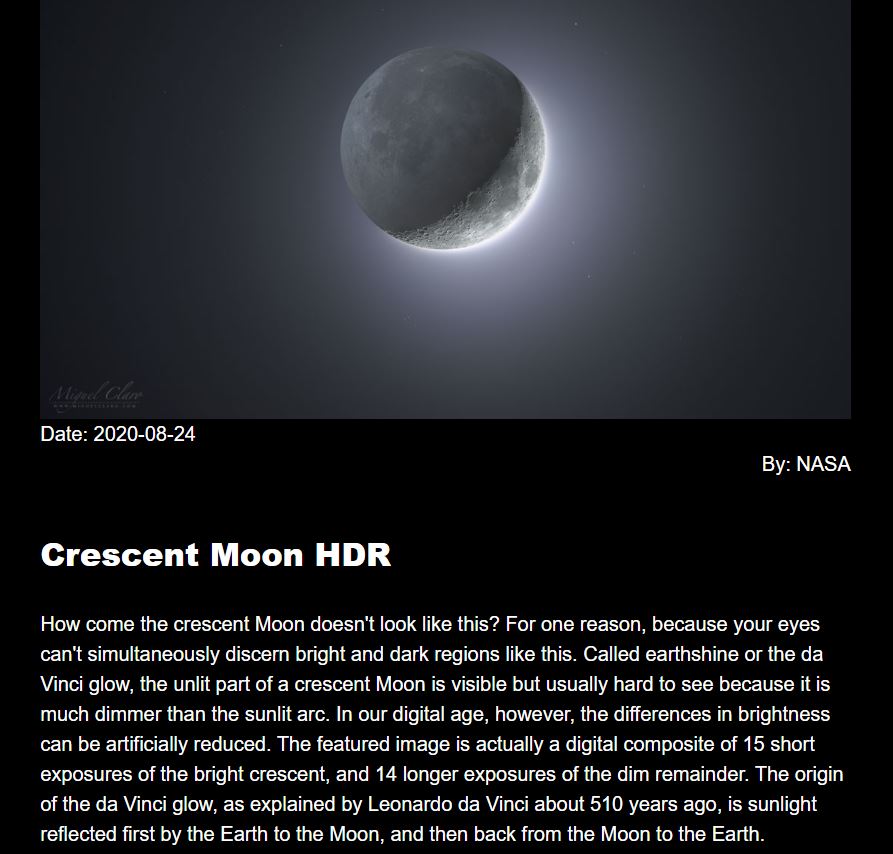 Miguel Claro
WWW.MIGUELCLARO.COM
Date: 2020-08-24
By: NASA
Crescent Moon HDR
How come the crescent Moon doesn't look like this? For one reason, because your eyes
can't simultaneously discern bright and dark regions like this. Called earthshine or the da
Vinci glow, the unlit part of a crescent Moon is visible but usually hard to see because it is
much dimmer than the sunlit arc. In our digital age, however, the differences in brightness
can be artificially reduced. The featured image is actually a digital composite of 15 short
exposures of the bright crescent, and 14 longer exposures of the dim remainder. The origin
of the da Vinci glow, as explained by Leonardo da Vinci about 510 years ago, is sunlight
reflected first by the Earth to the Moon, and then back from the Moon to the Earth.